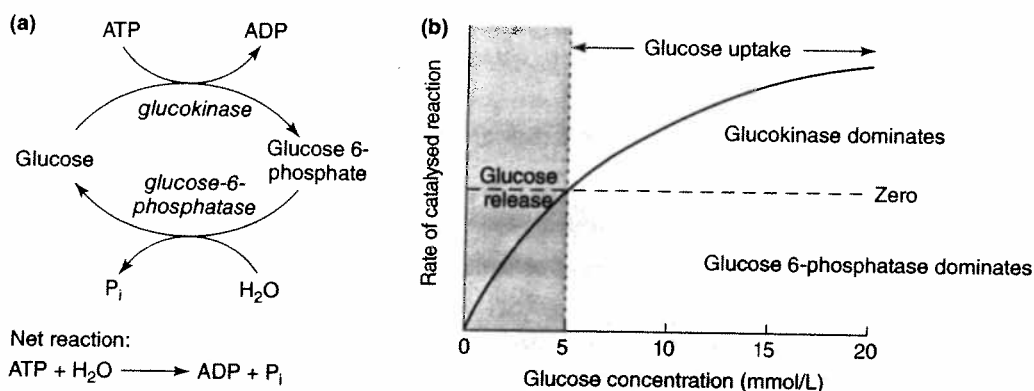 (a)
ATP
ADP
glucokinase
Glucose
Glucose 6-
phosphate
glucose-6-
phosphatase
Pi
H2O
Net reaction:
ATP + H2O → ADP + Pi
(b)
Rate of catalysed reaction
Glucose uptake
Glucokinase dominates
Glucose
release
Zero
Glucose 6-phosphatase dominates
0
5
10
15
20
Glucose concentration (mmol/L)